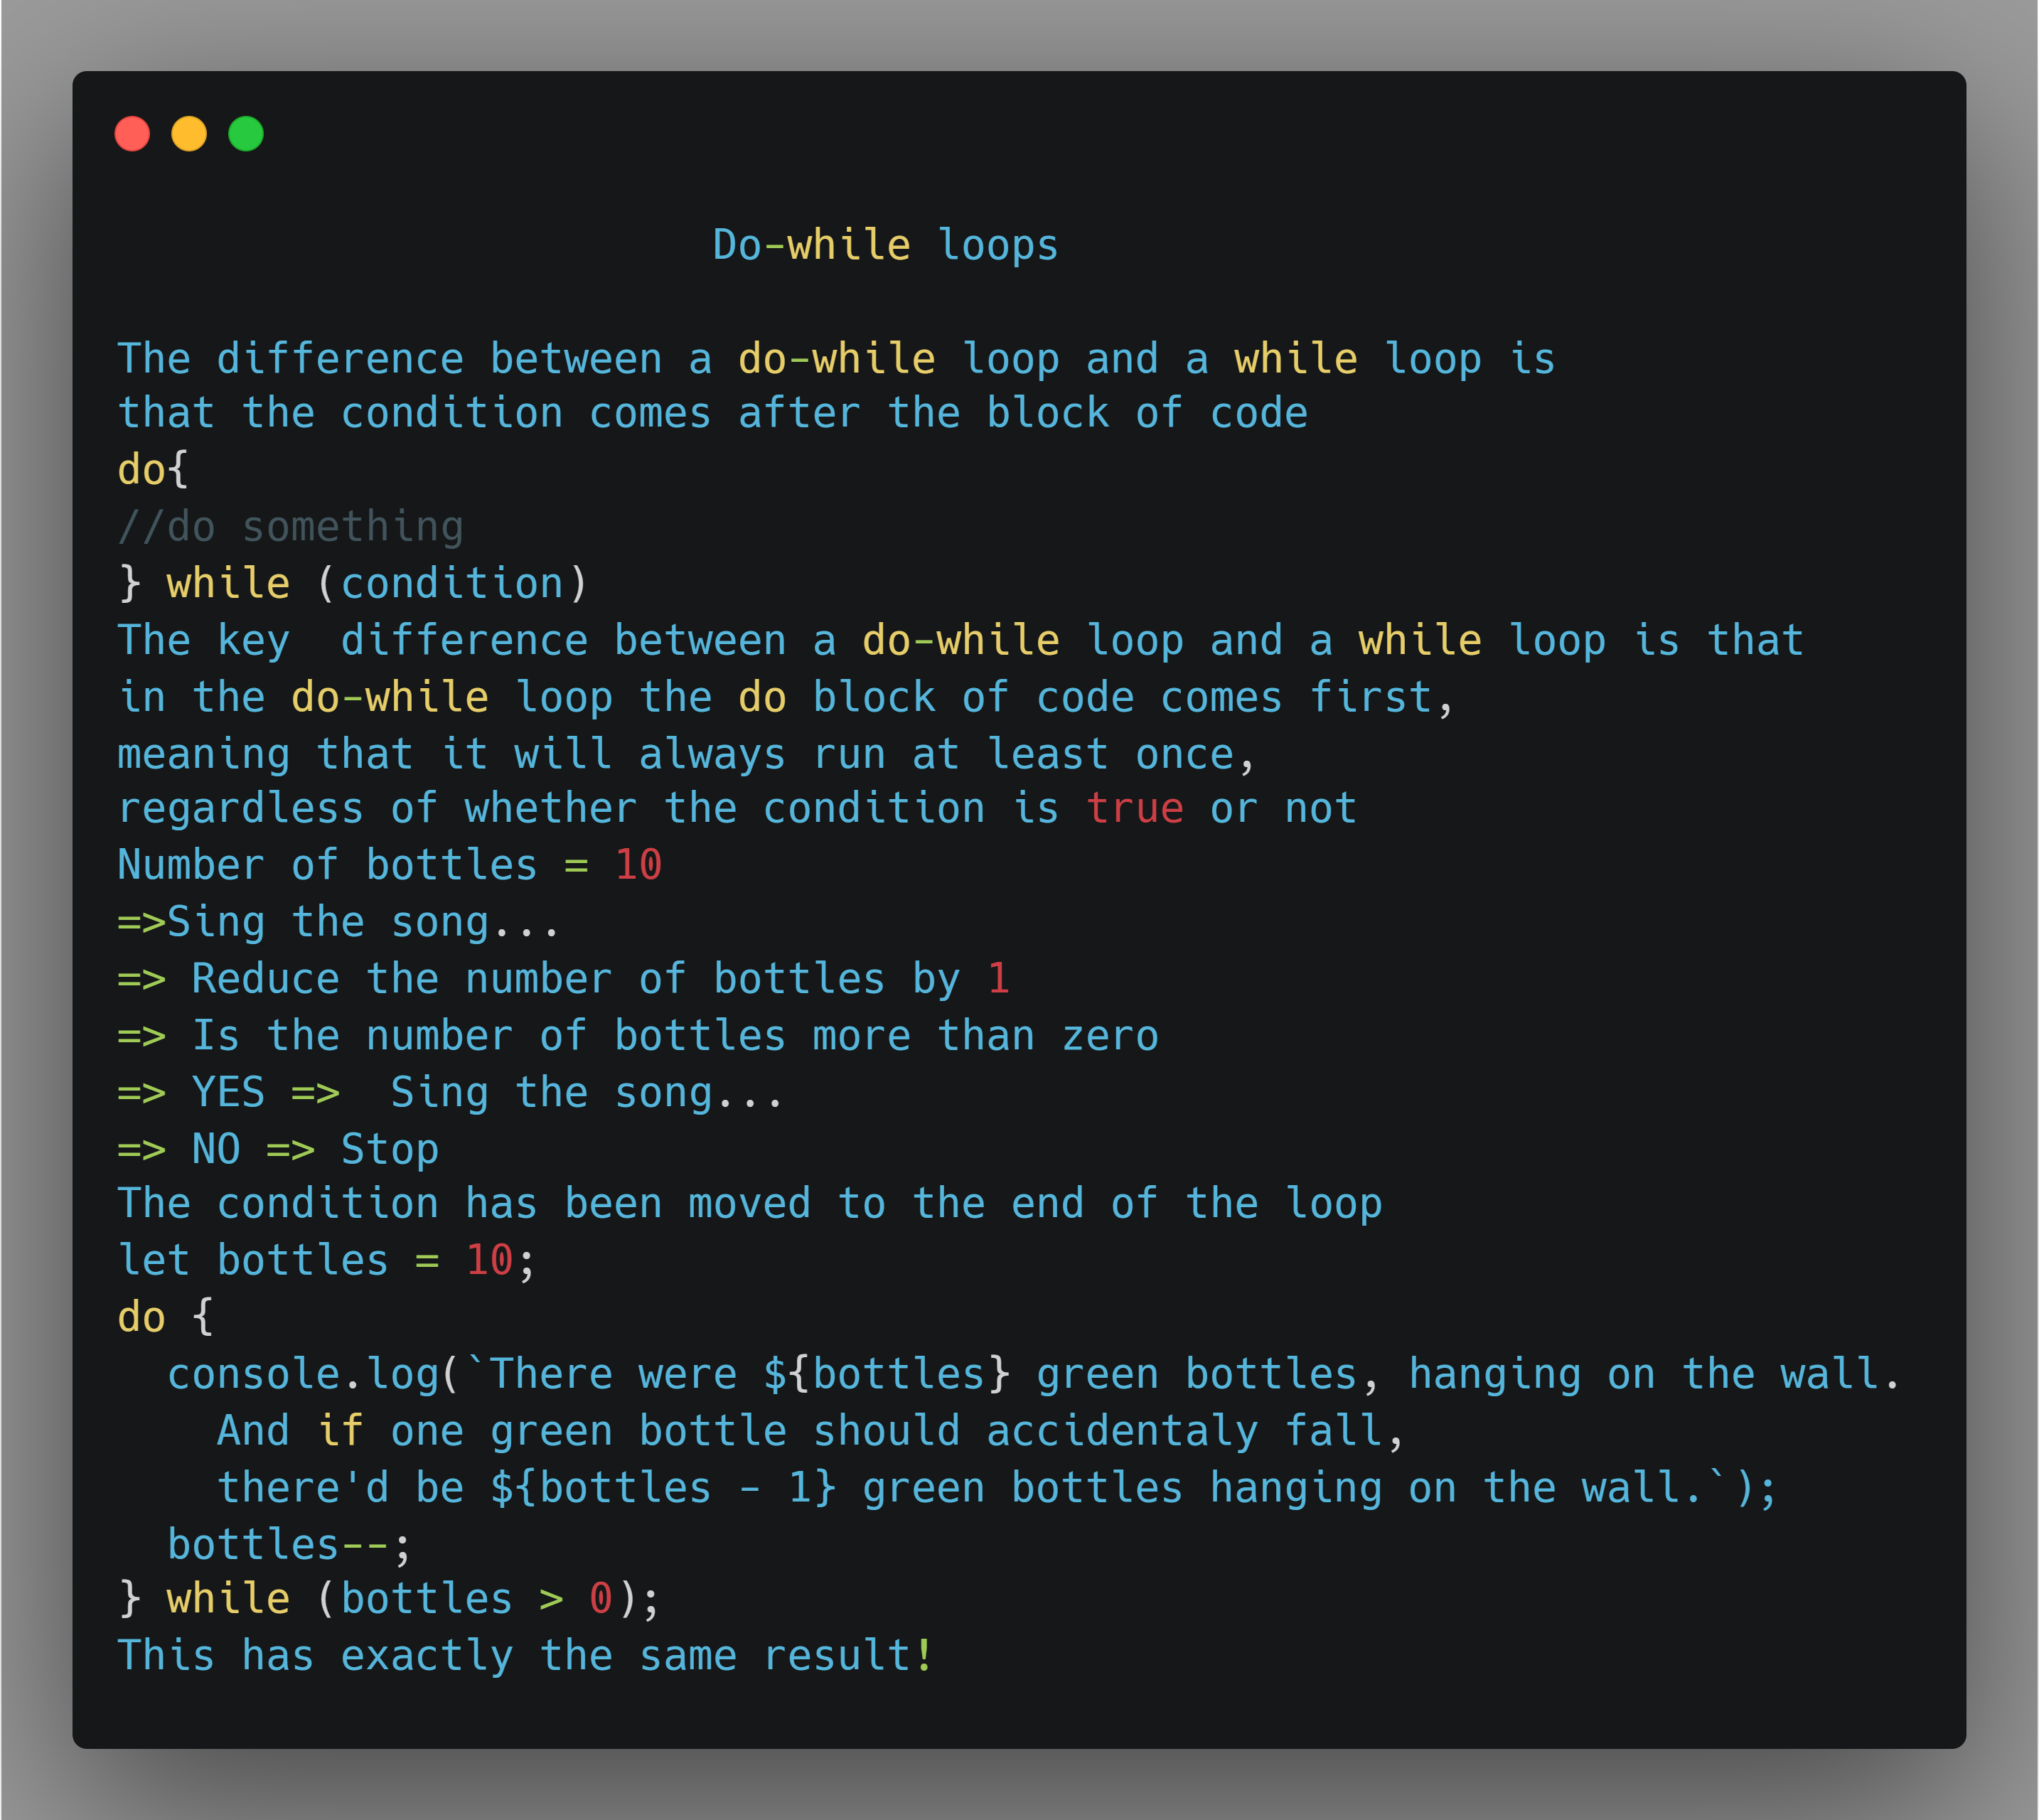 Do-while loops
The difference between a do-while loop and a while loop is
that the condition comes after the block of code
do{
//do something
} while (condition)
The key  difference between a do-while loop and a while loop is that
in the do-while loop the do block of code comes first,
meaning that it will always run at least once,
regardless of whether the condition is true or not
Number of bottles = 10
=>Sing the song...
=> Reduce the number of bottles by 1
=> Is the number of bottles more than zero
=> YES =>  Sing the song...
=> NO => Stop
The condition has been moved to the end of the loop
let bottles = 10;
do {
  console.log(`There were ${bottles} green bottles, hanging on the wall.
    And if one green bottle should accidentaly fall,
    there'd be ${bottles - 1} green bottles hanging on the wall.`);
  bottles--;
} while (bottles > 0);
This has exactly the same result!